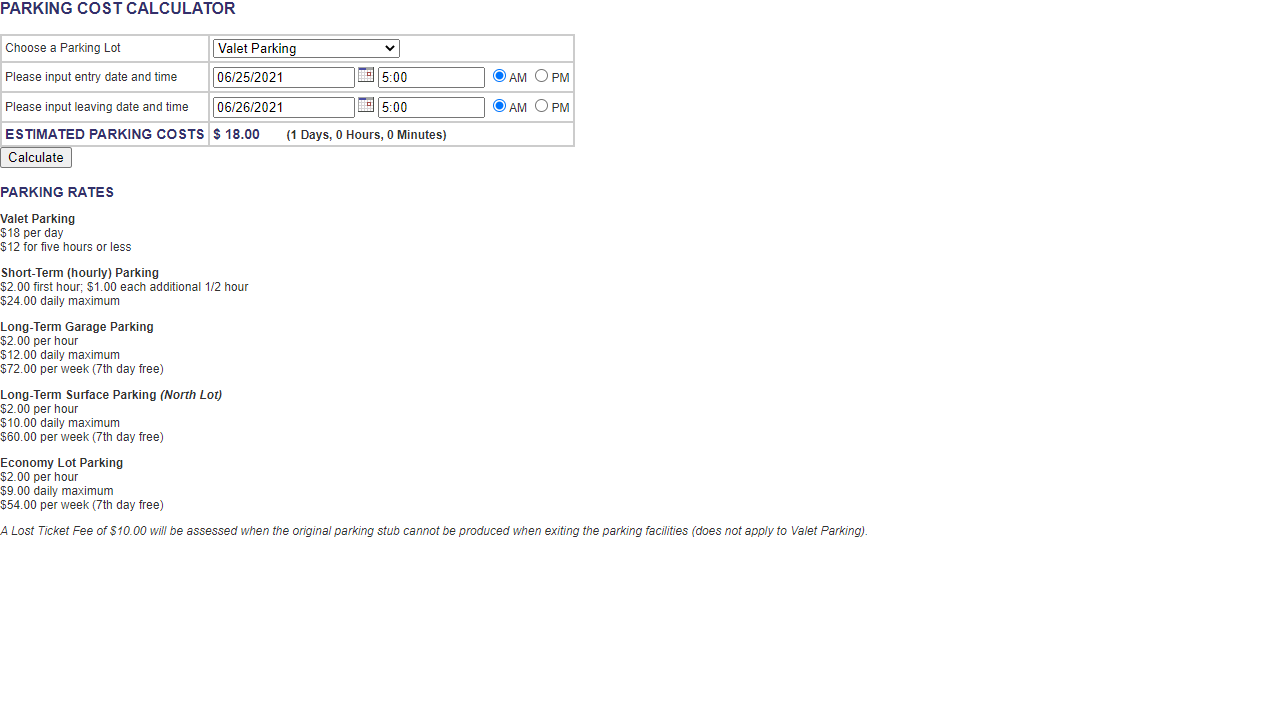 PARKING COST CALCULATOR
Choose a Parking Lot Valet Parking
Please input entry date and time 06/25/2021 5:00 AM PM
Please input leaving date and time 06/26/2021 5:00 AM PM
ESTIMATED PARKING COSTS $ 18.00 (1 Days, 0 Hours, 0 Minutes)
Calculate
PARKING RATES
Valet Parking
$18 per day
$12 for five hours or less
Short-Term (hourly) Parking
$2.00 first hour; $1.00 each additional 1/2 hour
$24.00 daily maximum
Long-Term Garage Parking
$2.00 per hour
$12.00 daily maximum
$72.00 per week (7th day free)
Long-Term Surface Parking (North Lot)
$2.00 per hour
$10.00 daily maximum
$60.00 per week (7th day free)
Economy Lot Parking
$2.00 per hour
$9.00 daily maximum
$54.00 per week (7th day free)
A Lost Ticket Fee of $10.00 will be assessed when the original parking stub cannot be produced when exiting the parking facilities (does not apply to Valet Parking).